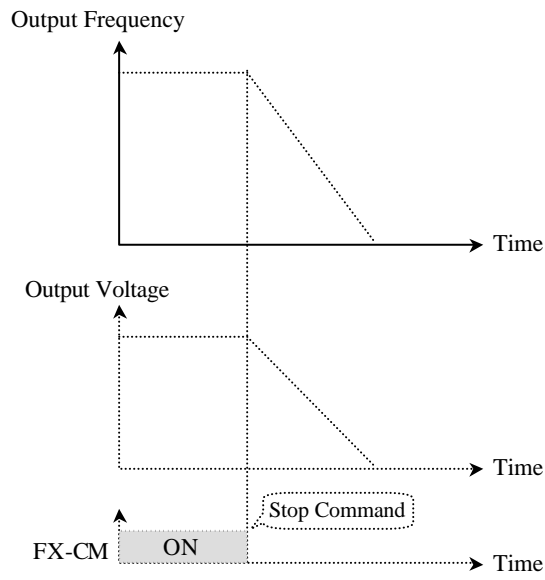 Output Frequency
Time
Output Voltage
Time
Stop Command
FX-CM
ON
Time